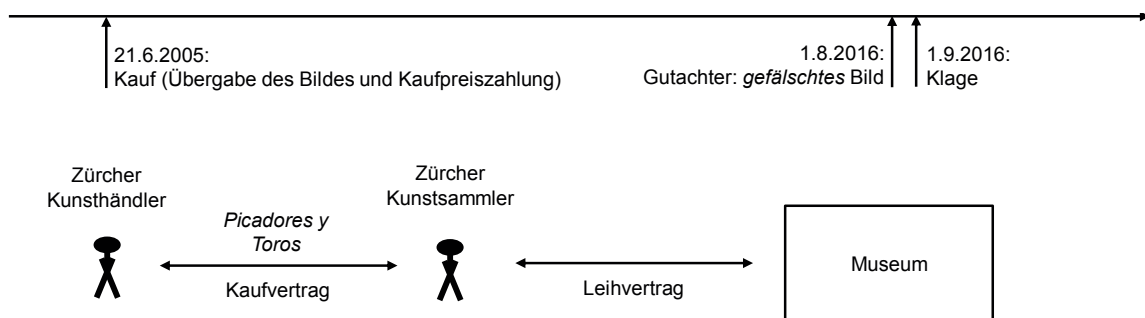 21.6.2005:
Kauf (Übergabe des Bildes und Kaufpreiszahlung)
1.8.2016:
Gutachter: gefälschtes Bild
1.9.2016:
Klage
Zürcher
Kunsthändler
Picadores y
Toros
Kaufvertrag
Zürcher
Kunstsammler
Leihvertrag
Museum